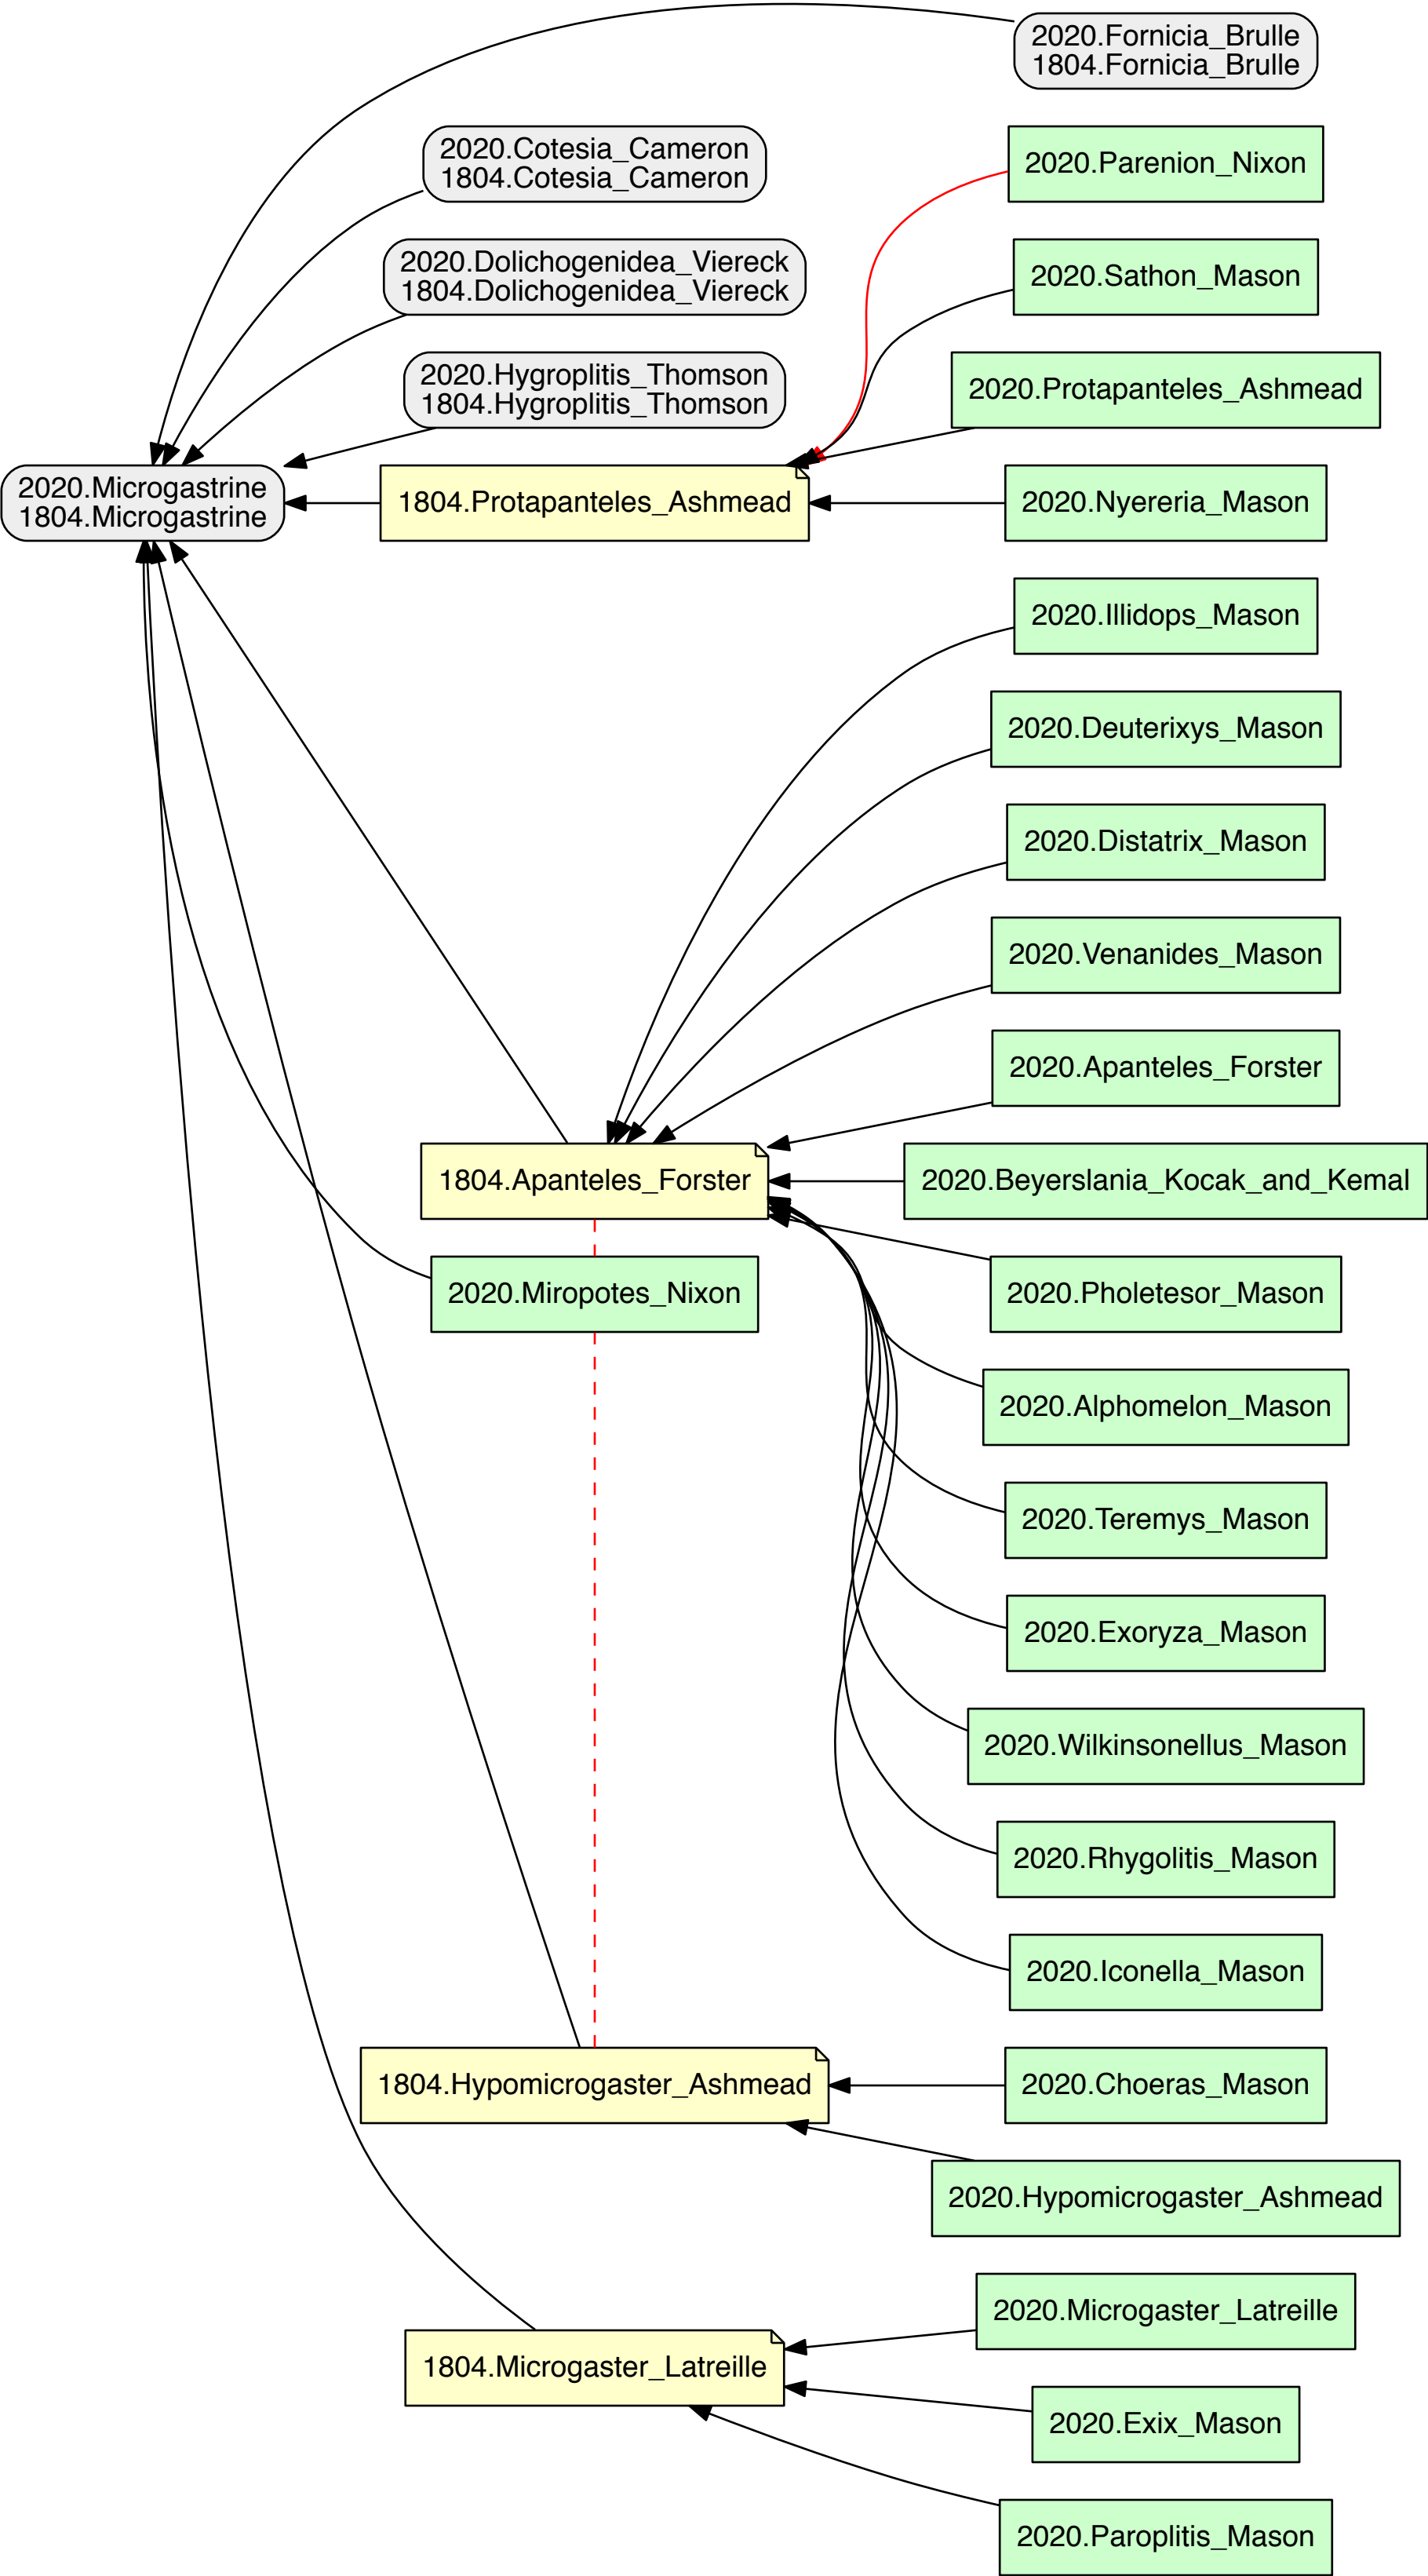 2020.Fornicia_Brulle
1804.Fornicia_Brulle
2020.Cotesia_Cameron
1804.Cotesia_Cameron
2020.Parenion_Nixon
2020.Dolichogenidea_Viereck
1804.Dolichogenidea_Viereck
2020.Sathon_Mason
2020.Hygroplitis_Thomson
1804.Hygroplitis_Thomson
2020.Protapanteles_Ashmead
2020.Microgastrine
1804.Microgastrine
1804.Protapanteles_Ashmead
2020.Nyereria_Mason
2020.Illidops_Mason
2020.Deuterixys_Mason
2020.Distatrix_Mason
2020.Venanides_Mason
2020.Apanteles_Forster
1804.Apanteles_Forster
2020.Beyerslania_Kocak_and_Kemal
2020.Miropotes_Nixon
2020.Pholetesor_Mason
2020.Alphomelon_Mason
2020.Teremys_Mason
2020.Exoryza_Mason
2020.Wilkinsonellus_Mason
2020.Rhygolitis_Mason
2020.Iconella_Mason
1804.Hypomicrogaster_Ashmead
2020.Choeras_Mason
2020.Hypomicrogaster_Ashmead
2020.Microgaster_Latreille
1804.Microgaster_Latreille
2020.Exix_Mason
2020.Paroplitis_Mason